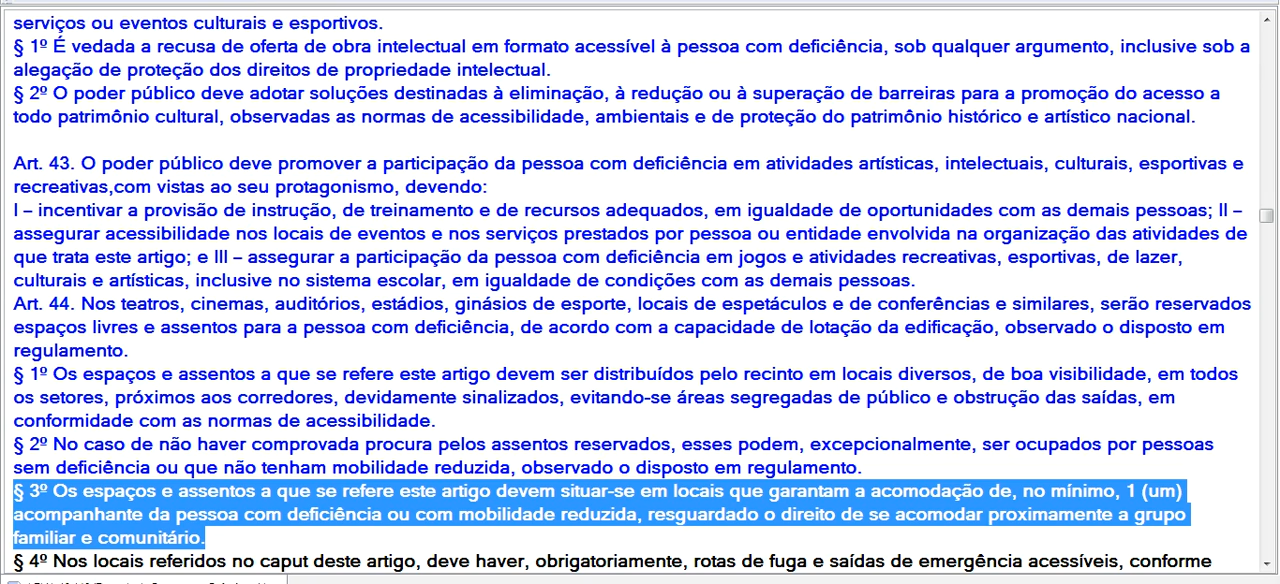 serviços ou eventos culturais e esportivos.
§ 1º É vedada a recusa de oferta de obra intelectual em formato acessível à pessoa com deficiência, sob qualquer argumento, inclusive sob a
alegação de proteção dos direitos de propriedade intelectual.
§ 2º O poder público deve adotar soluções destinadas à eliminação, à redução ou à superação de barreiras para a promoção do acesso a
todo patrimônio cultural, observadas as normas de acessibilidade, ambientais e de proteção do patrimônio histórico e artístico nacional.
Art. 43. O poder público deve promover a participação da pessoa com deficiência em atividades artísticas, intelectuais, culturais, esportivas e
recreativas,com vistas ao seu protagonismo, devendo:
I – incentivar a provisão de instrução, de treinamento e de recursos adequados, em igualdade de oportunidades com as demais pessoas; II –
assegurar acessibilidade nos locais de eventos e nos serviços prestados por pessoa ou entidade envolvida na organização das atividades de
que trata este artigo; e III – assegurar a participação da pessoa com deficiência em jogos e atividades recreativas, esportivas, de lazer,
culturais e artísticas, inclusive no sistema escolar, em igualdade de condições com as demais pessoas.
Art. 44. Nos teatros, cinemas, auditórios, estádios, ginásios de esporte, locais de espetáculos e de conferências e similares, serão reservados
espaços livres e assentos para a pessoa com deficiência, de acordo com a capacidade de lotação da edificação, observado o disposto em
regulamento.
§ 1º Os espaços e assentos a que se refere este artigo devem ser distribuídos pelo recinto em locais diversos, de boa visibilidade, em todos
os setores, próximos aos corredores, devidamente sinalizados, evitando-se áreas segregadas de público e obstrução das saídas, em
conformidade com as normas de acessibilidade.
§ 2º No caso de não haver comprovada procura pelos assentos reservados, esses podem, excepcionalmente, ser ocupados por pessoas
sem deficiência ou que não tenham mobilidade reduzida, observado o disposto em regulamento.
§ 3º Os espaços e assentos a que se refere este artigo devem situar-se em locais que garantam a acomodação de, no mínimo, 1 (um)
acompanhante da pessoa com deficiência ou com mobilidade reduzida, resguardado o direito de se acomodar proximamente a grupo
familiar e comunitário.
§ 4º Nos locais referidos no caput deste artigo, deve haver, obrigatoriamente, rotas de fuga e saídas de emergência acessíveis, conforme